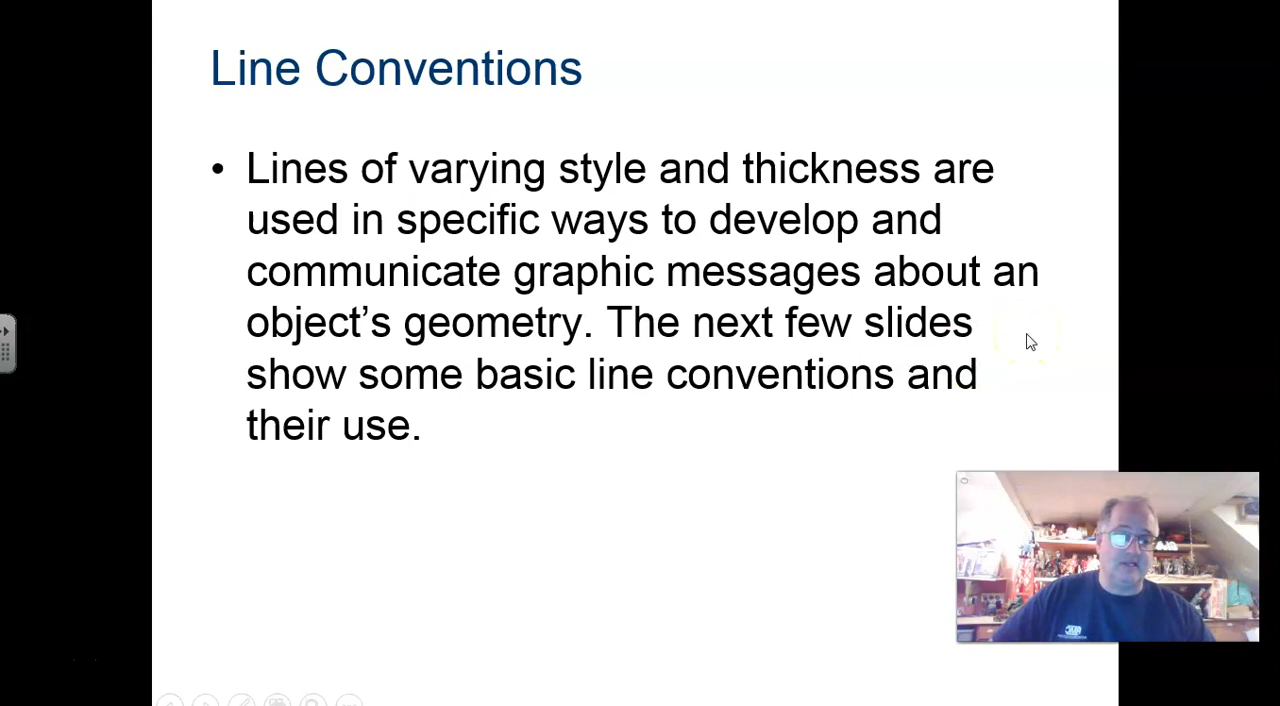 Line Conventions
• Lines of varying style and thickness are
used in specific ways to develop and
communicate graphic messages about an
object’s geometry. The next few slides
show some basic line conventions and
their use.